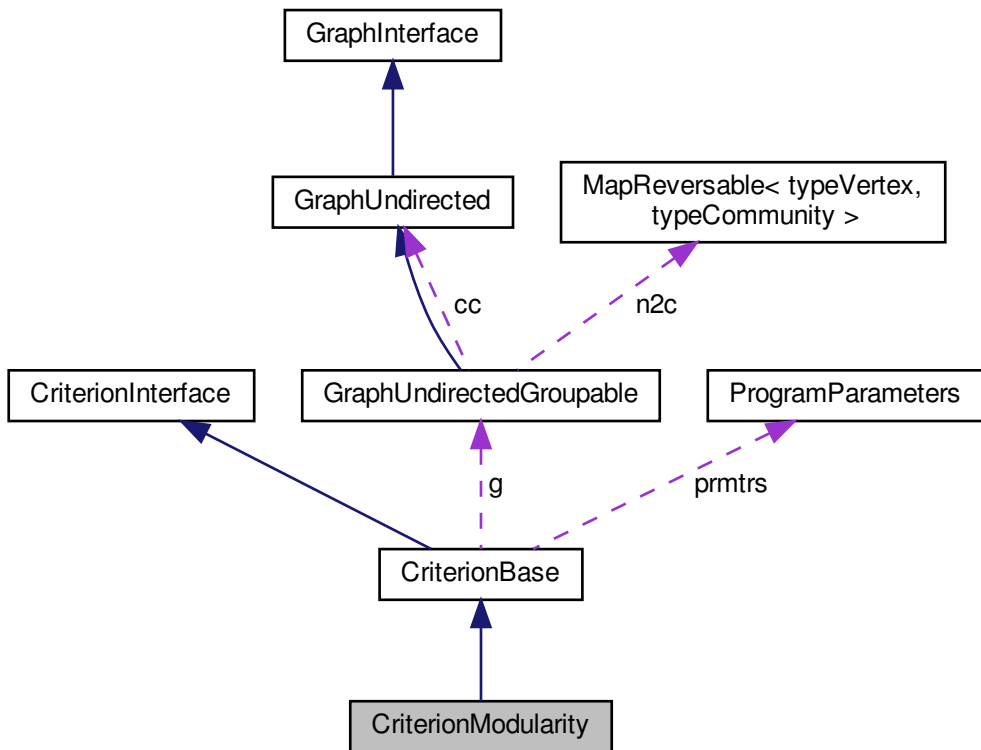 GraphInterface
GraphUndirected
MapReversable< typeVertex,
typeCommunity >
cc
n2c
CriterionInterface
GraphUndirectedGroupable
ProgramParameters
g
prmtrs
CriterionBase
CriterionModularity